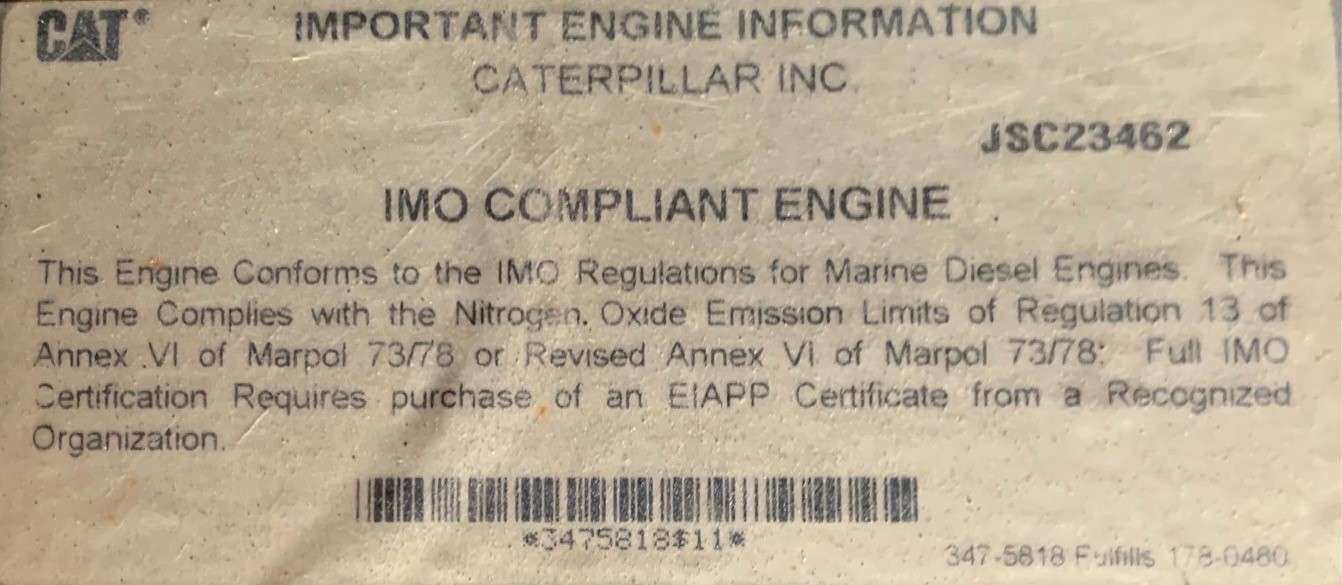 CAT®
IMPORTANT ENGINE INFORMATION
CATERPILLAR INC.
JSC23462
IMO COMPLIANT ENGINE
This Engine Conforms to the IMO Regulations for Marine Diesel Engines. This
Engine Complies with the Nitrogen Oxide Emission Limits of Regulation 13 of
Annex VI of Marpol 73/78 or Revised Annex VI of Marpol 73/78. Full IMO
Certification Requires purchase of an EIAPP Certificate from a Recognized
Organization.
*3475818$11*
347-5818 Fulfills 178-0480